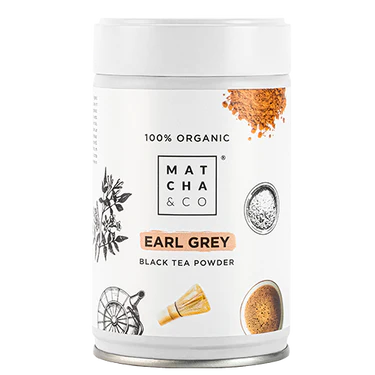 100% ORGANIC
MAT
CHA
& CO
®
EARL GREY
BLACK TEA POWDER